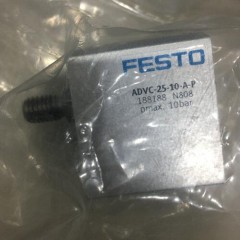 FESTO
ADVC-25-10-A-P
188188 N808
pmax. 10bar